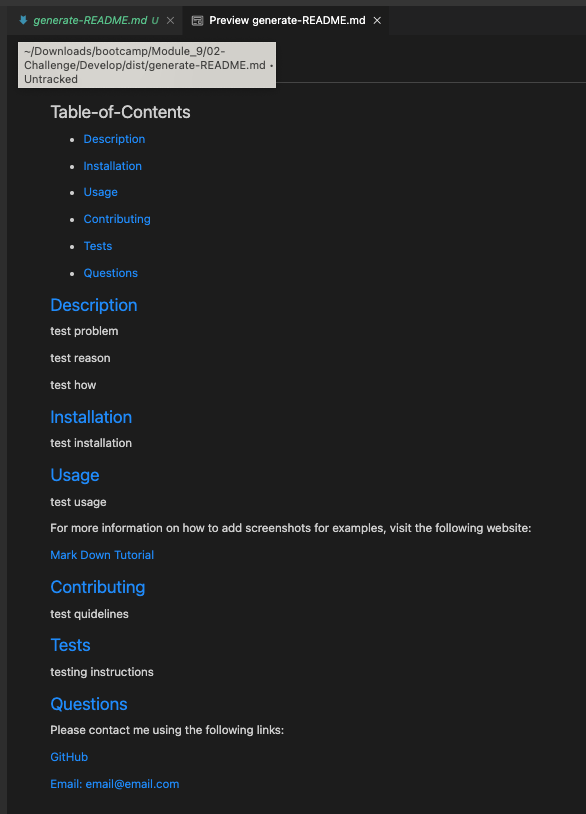 generate-README.md U
Preview generate-README.md
~/Downloads/bootcamp/Module_9/02-
Challenge/Develop/dist/generate-README.md •
Untracked
Table-of-Contents
Description
Installation
Usage
Contributing
Tests
Questions
Description
test problem
test reason
test how
Installation
test installation
Usage
test usage
For more information on how to add screenshots for examples, visit the following website:
Mark Down Tutorial
Contributing
test quidelines
Tests
testing instructions
Questions
Please contact me using the following links:
GitHub
Email: email@email.com